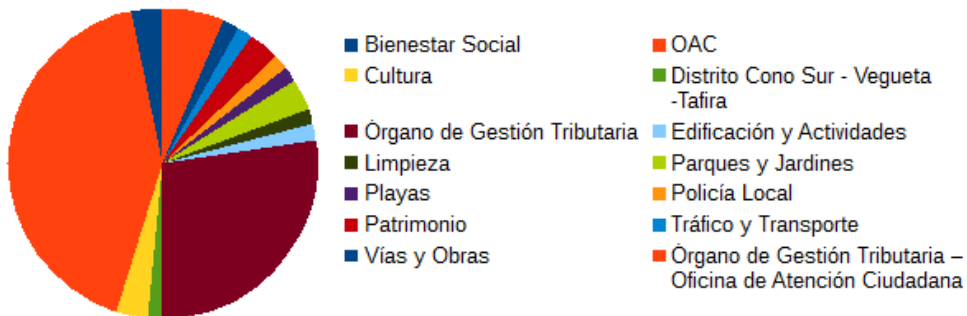 Bienestar Social
OAC
Cultura
Distrito Cono Sur - Vegueta
-Tafira
Órgano de Gestión Tributaria
Edificación y Actividades
Limpieza
Parques y Jardines
Playas
Policía Local
Patrimonio
Tráfico y Transporte
Vías y Obras
Órgano de Gestión Tributaria –
Oficina de Atención Ciudadana